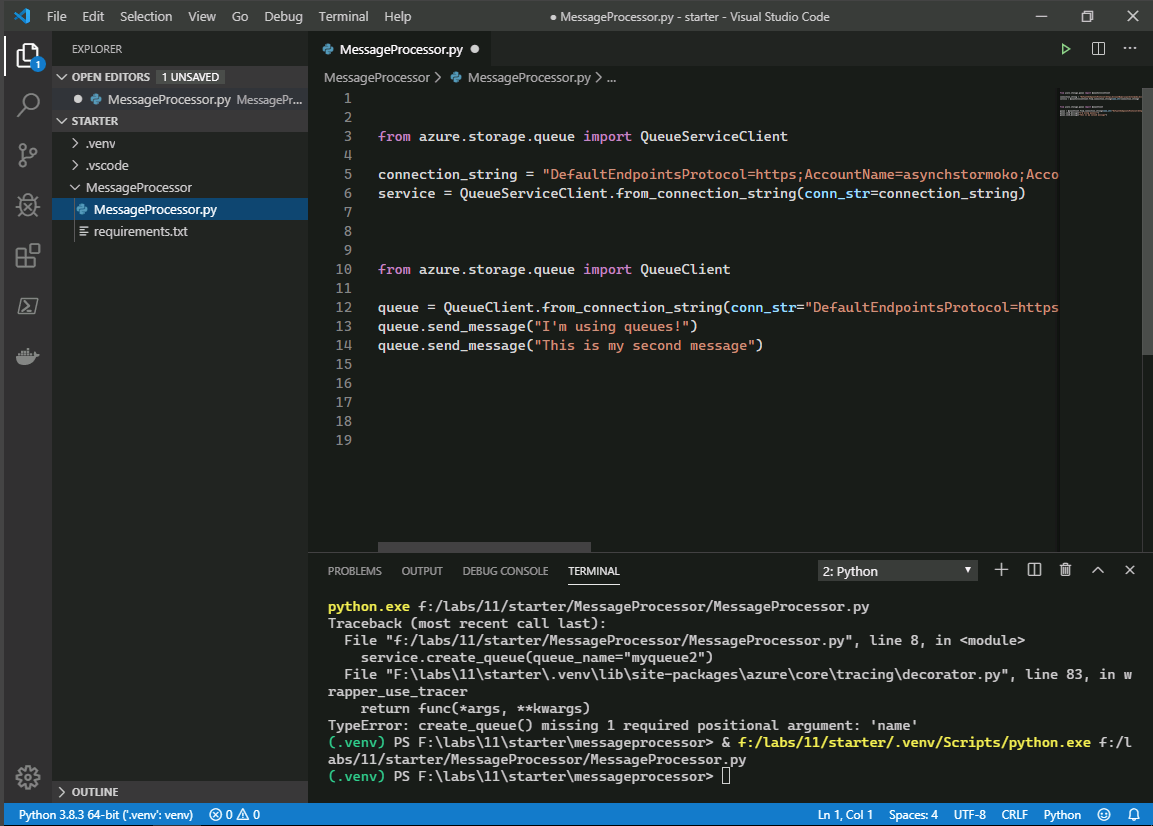 File Edit Selection View Go Debug Terminal Help ● MessageProcessor.py - starter - Visual Studio Code
EXPLORER
OPEN EDITORS 1 UNSAVED
● MessageProcessor.py MessagePr...
STARTER
.venv
.vscode
MessageProcessor
MessageProcessor.py
requirements.txt
OUTLINE
1
MessageProcessor.py ●
MessageProcessor > MessageProcessor.py > ...
1
2
3 from azure.storage.queue import QueueServiceClient
4
5 connection_string = "DefaultEndpointsProtocol=https;AccountName=asynchstormoko;Acco
6 service = QueueServiceClient.from_connection_string(conn_str=connection_string)
7
8
9
10 from azure.storage.queue import QueueClient
11
12 queue = QueueClient.from_connection_string(conn_str="DefaultEndpointsProtocol=https
13 queue.send_message("I'm using queues!")
14 queue.send_message("This is my second message")
15
16
17
18
19
PROBLEMS OUTPUT DEBUG CONSOLE TERMINAL 2: Python
python.exe f:/labs/11/starter/MessageProcessor/MessageProcessor.py
Traceback (most recent call last):
File "f:/labs/11/starter/MessageProcessor/MessageProcessor.py", line 8, in <module>
service.create_queue(queue_name="myqueue2")
File "F:\labs\11\starter\.venv\lib\site-packages\azure\core\tracing\decorator.py", line 83, in w
rapper_use_tracer
return func(*args, **kwargs)
TypeError: create_queue() missing 1 required positional argument: 'name'
(.venv) PS F:\labs\11\starter\messageprocessor> & f:/labs/11/starter/.venv/Scripts/python.exe f:/l
abs/11/starter/MessageProcessor/MessageProcessor.py
(.venv) PS F:\labs\11\starter\messageprocessor>
Python 3.8.3 64-bit ('.venv': venv) 0 0 Ln 1, Col 1 Spaces: 4 UTF-8 CRLF Python